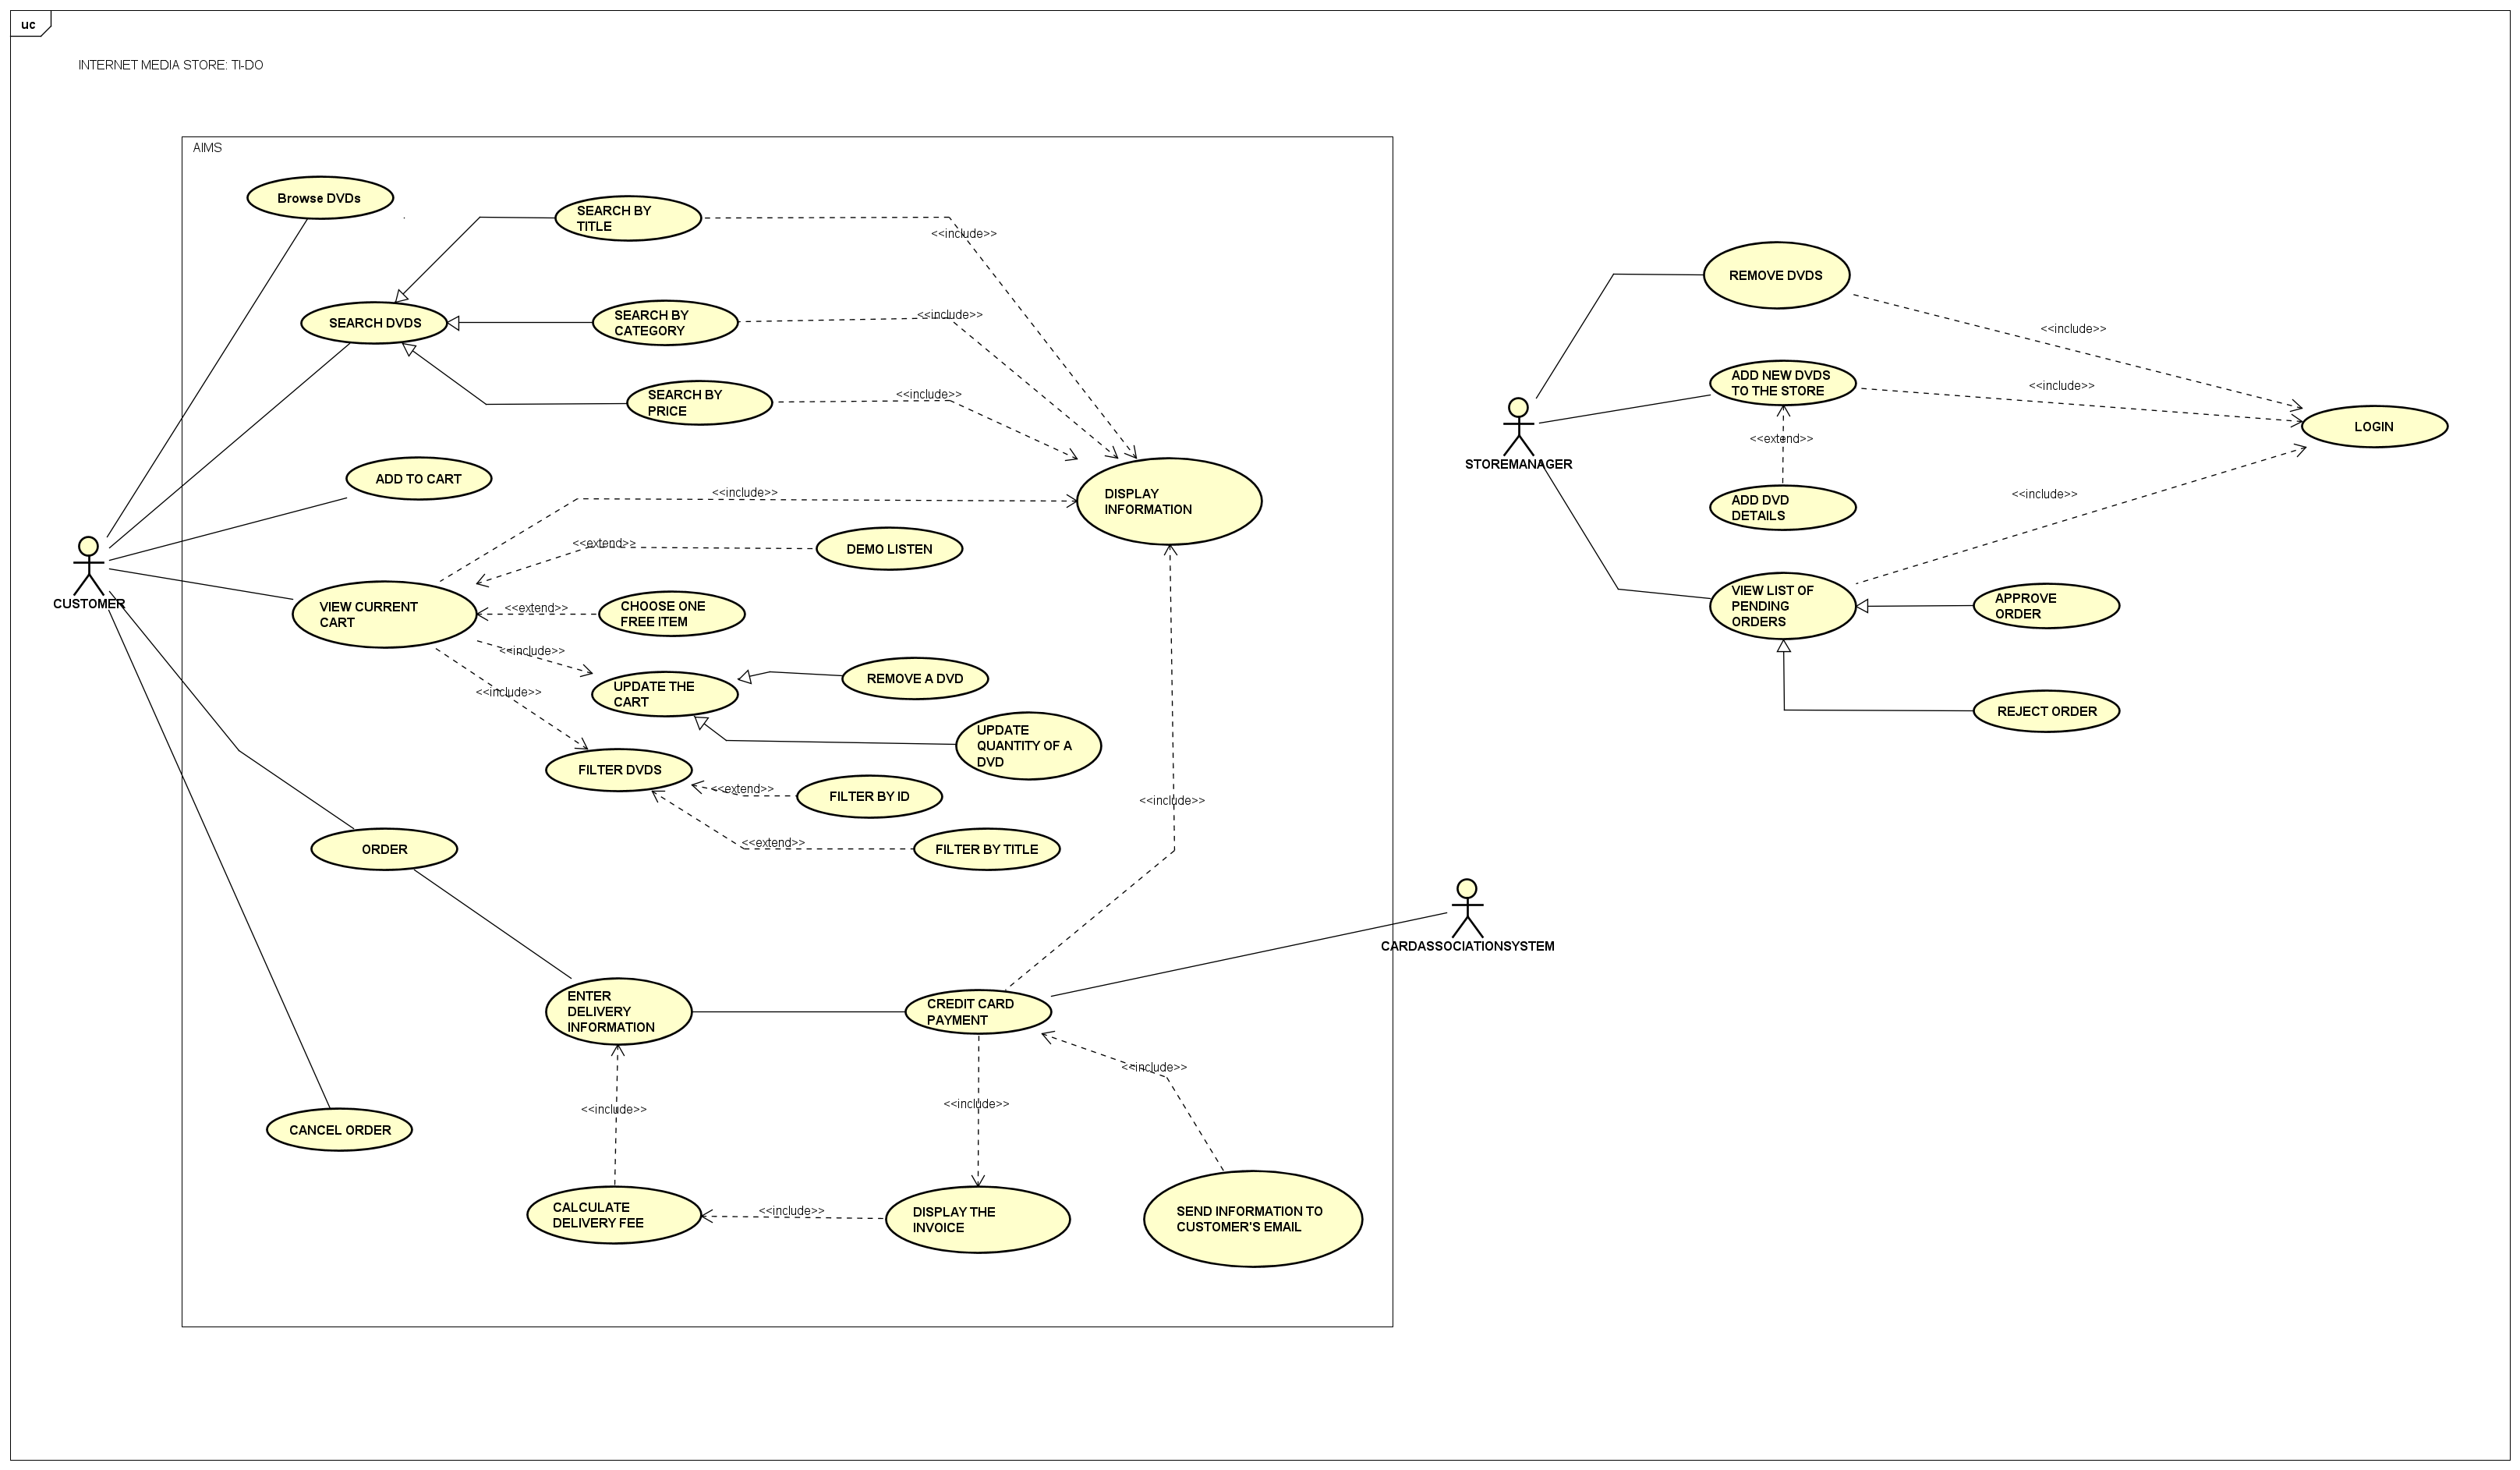 uc
INTERNET MEDIA STORE: TI-DO
AIMS
Browse DVDs
SEARCH BY
TITLE
<<include>>
SEARCH DVDS
SEARCH BY
CATEGORY
<<include>>
SEARCH BY
PRICE
<<include>>
ADD TO CART
<<include>>
DISPLAY
INFORMATION
<<extend>>
DEMO LISTEN
CUSTOMER
VIEW CURRENT
CART
<<extend>>
CHOOSE ONE
FREE ITEM
<<include>>
<<include>>
UPDATE THE
CART
REMOVE A DVD
UPDATE
QUANTITY OF A
DVD
FILTER DVDS
<<extend>>
FILTER BY ID
<<extend>>
FILTER BY TITLE
<<include>>
ORDER
ENTER
DELIVERY
INFORMATION
CREDIT CARD
PAYMENT
CARDASSOCIATIONSYSTEM
<<include>>
<<include>>
<<include>>
CANCEL ORDER
CALCULATE
DELIVERY FEE
<<include>>
DISPLAY THE
INVOICE
SEND INFORMATION TO
CUSTOMER'S EMAIL
REMOVE DVDS
<<include>>
ADD NEW DVDS
TO THE STORE
<<include>>
STOREMANAGER
<<extend>>
LOGIN
ADD DVD
DETAILS
<<include>>
VIEW LIST OF
PENDING
ORDERS
APPROVE
ORDER
REJECT ORDER